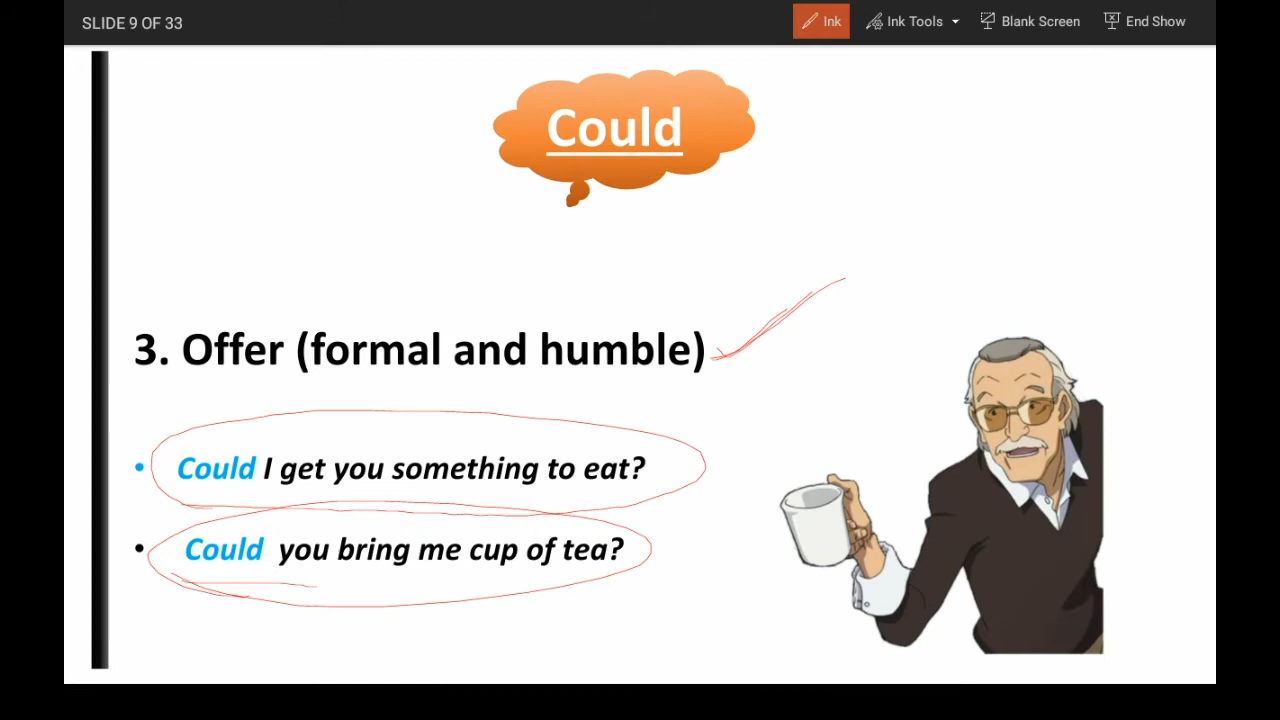 SLIDE 9 OF 33
Ink
Ink Tools
Blank Screen
End Show
Could
3. Offer (formal and humble)
• Could I get you something to eat?
• Could you bring me cup of tea?